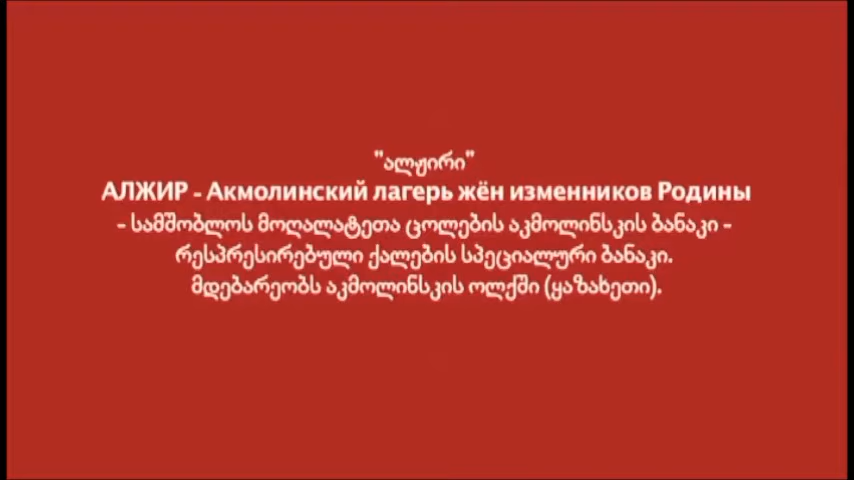 "ალჟირი"
АЛЖИР - Акмолинский лагерь жён изменников Родины
- სამშობლოს მოღალატეთა ცოლების აკმოლინსკის ბანაკი -
რესპრესირებული ქალების სპეციალური ბანაკი.
მდებარეობს აკმოლინსკის ოლქში (ყაზახეთი).